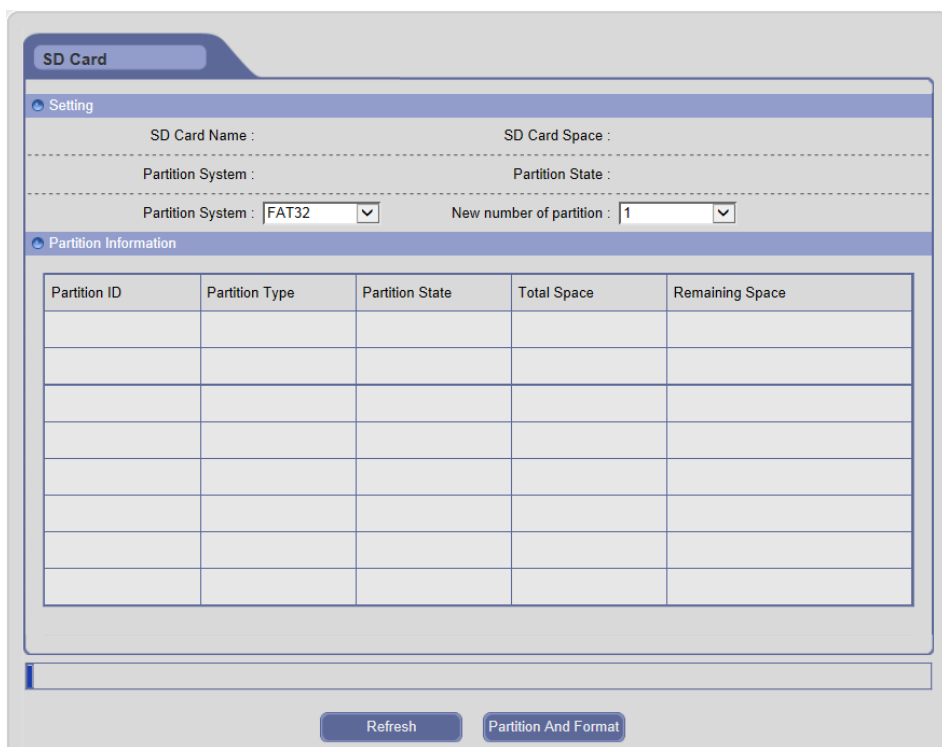 SD Card
Setting
SD Card Name : SD Card Space :
Partition System : Partition State :
Partition System : FAT32 New number of partition : 1
Partition Information
Partition ID Partition Type Partition State Total Space Remaining Space
Refresh Partition And Format